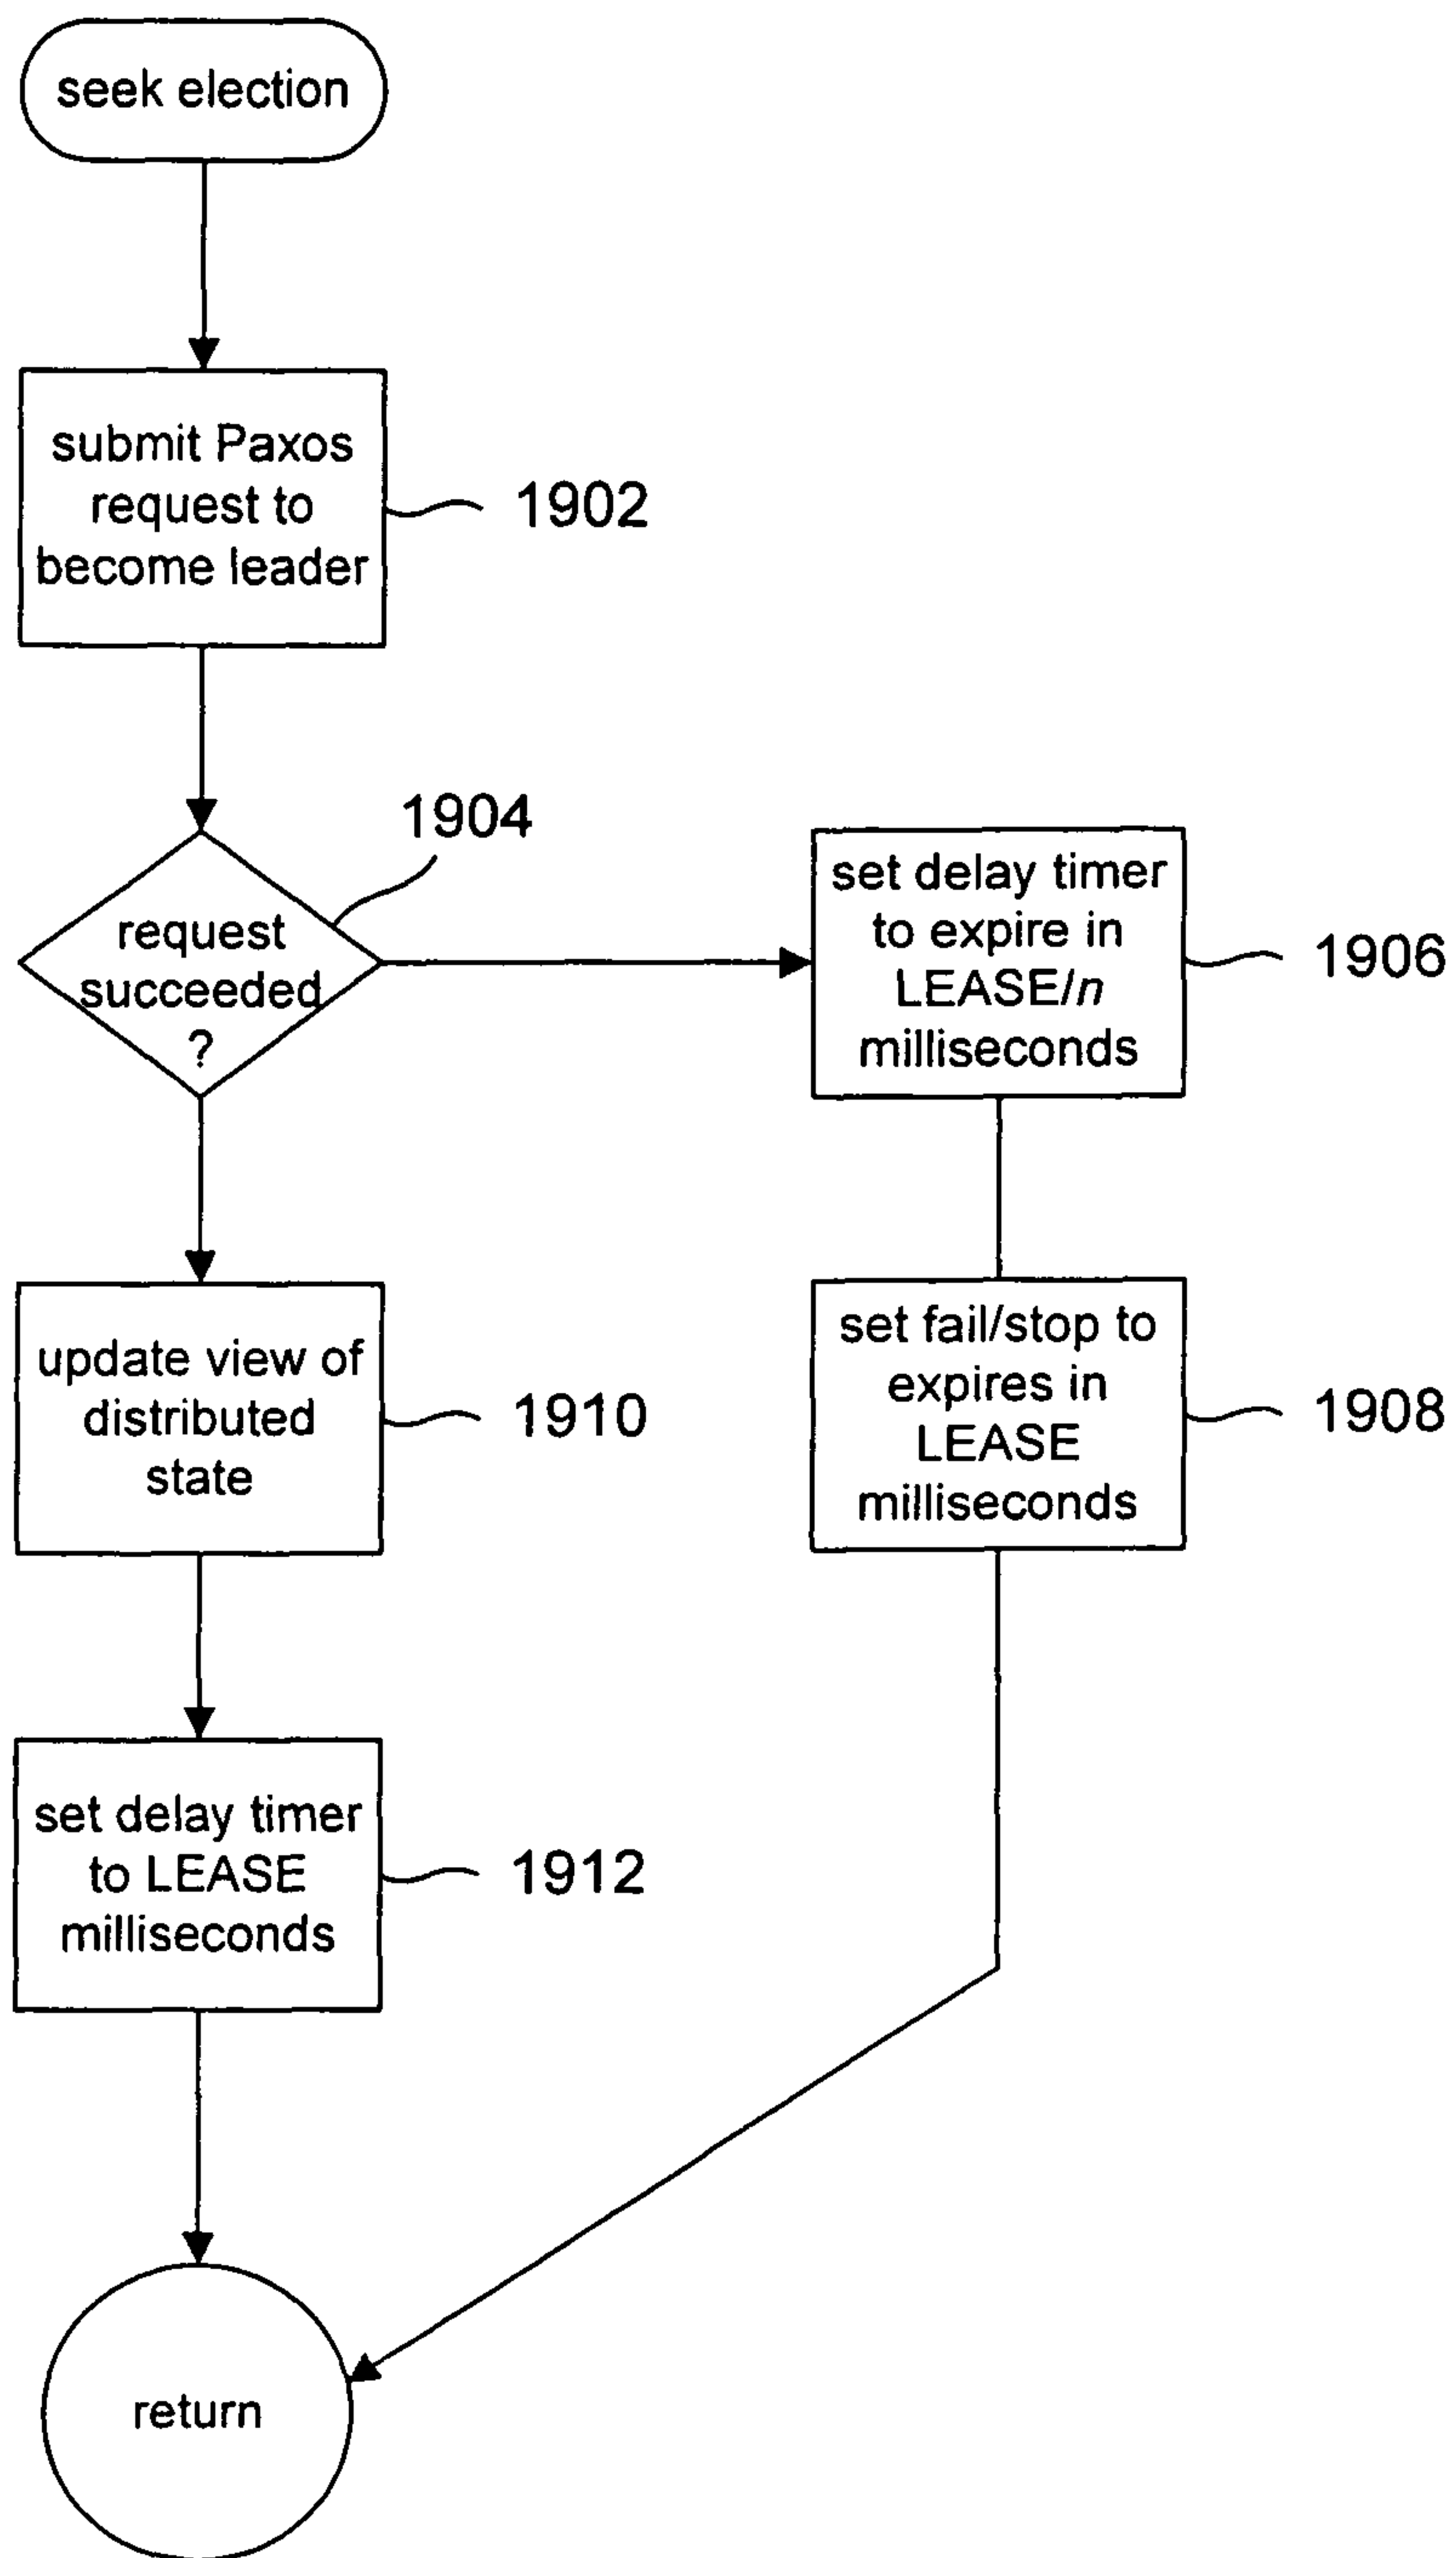 seek election
submit Paxos
request to
become leader
1902
1904
request
succeeded
?
set delay timer
to expire in
LEASE/n
milliseconds
1906
set fail/stop to
expires in
LEASE
milliseconds
1908
update view of
distributed
state
1910
set delay timer
to LEASE
milliseconds
1912
return